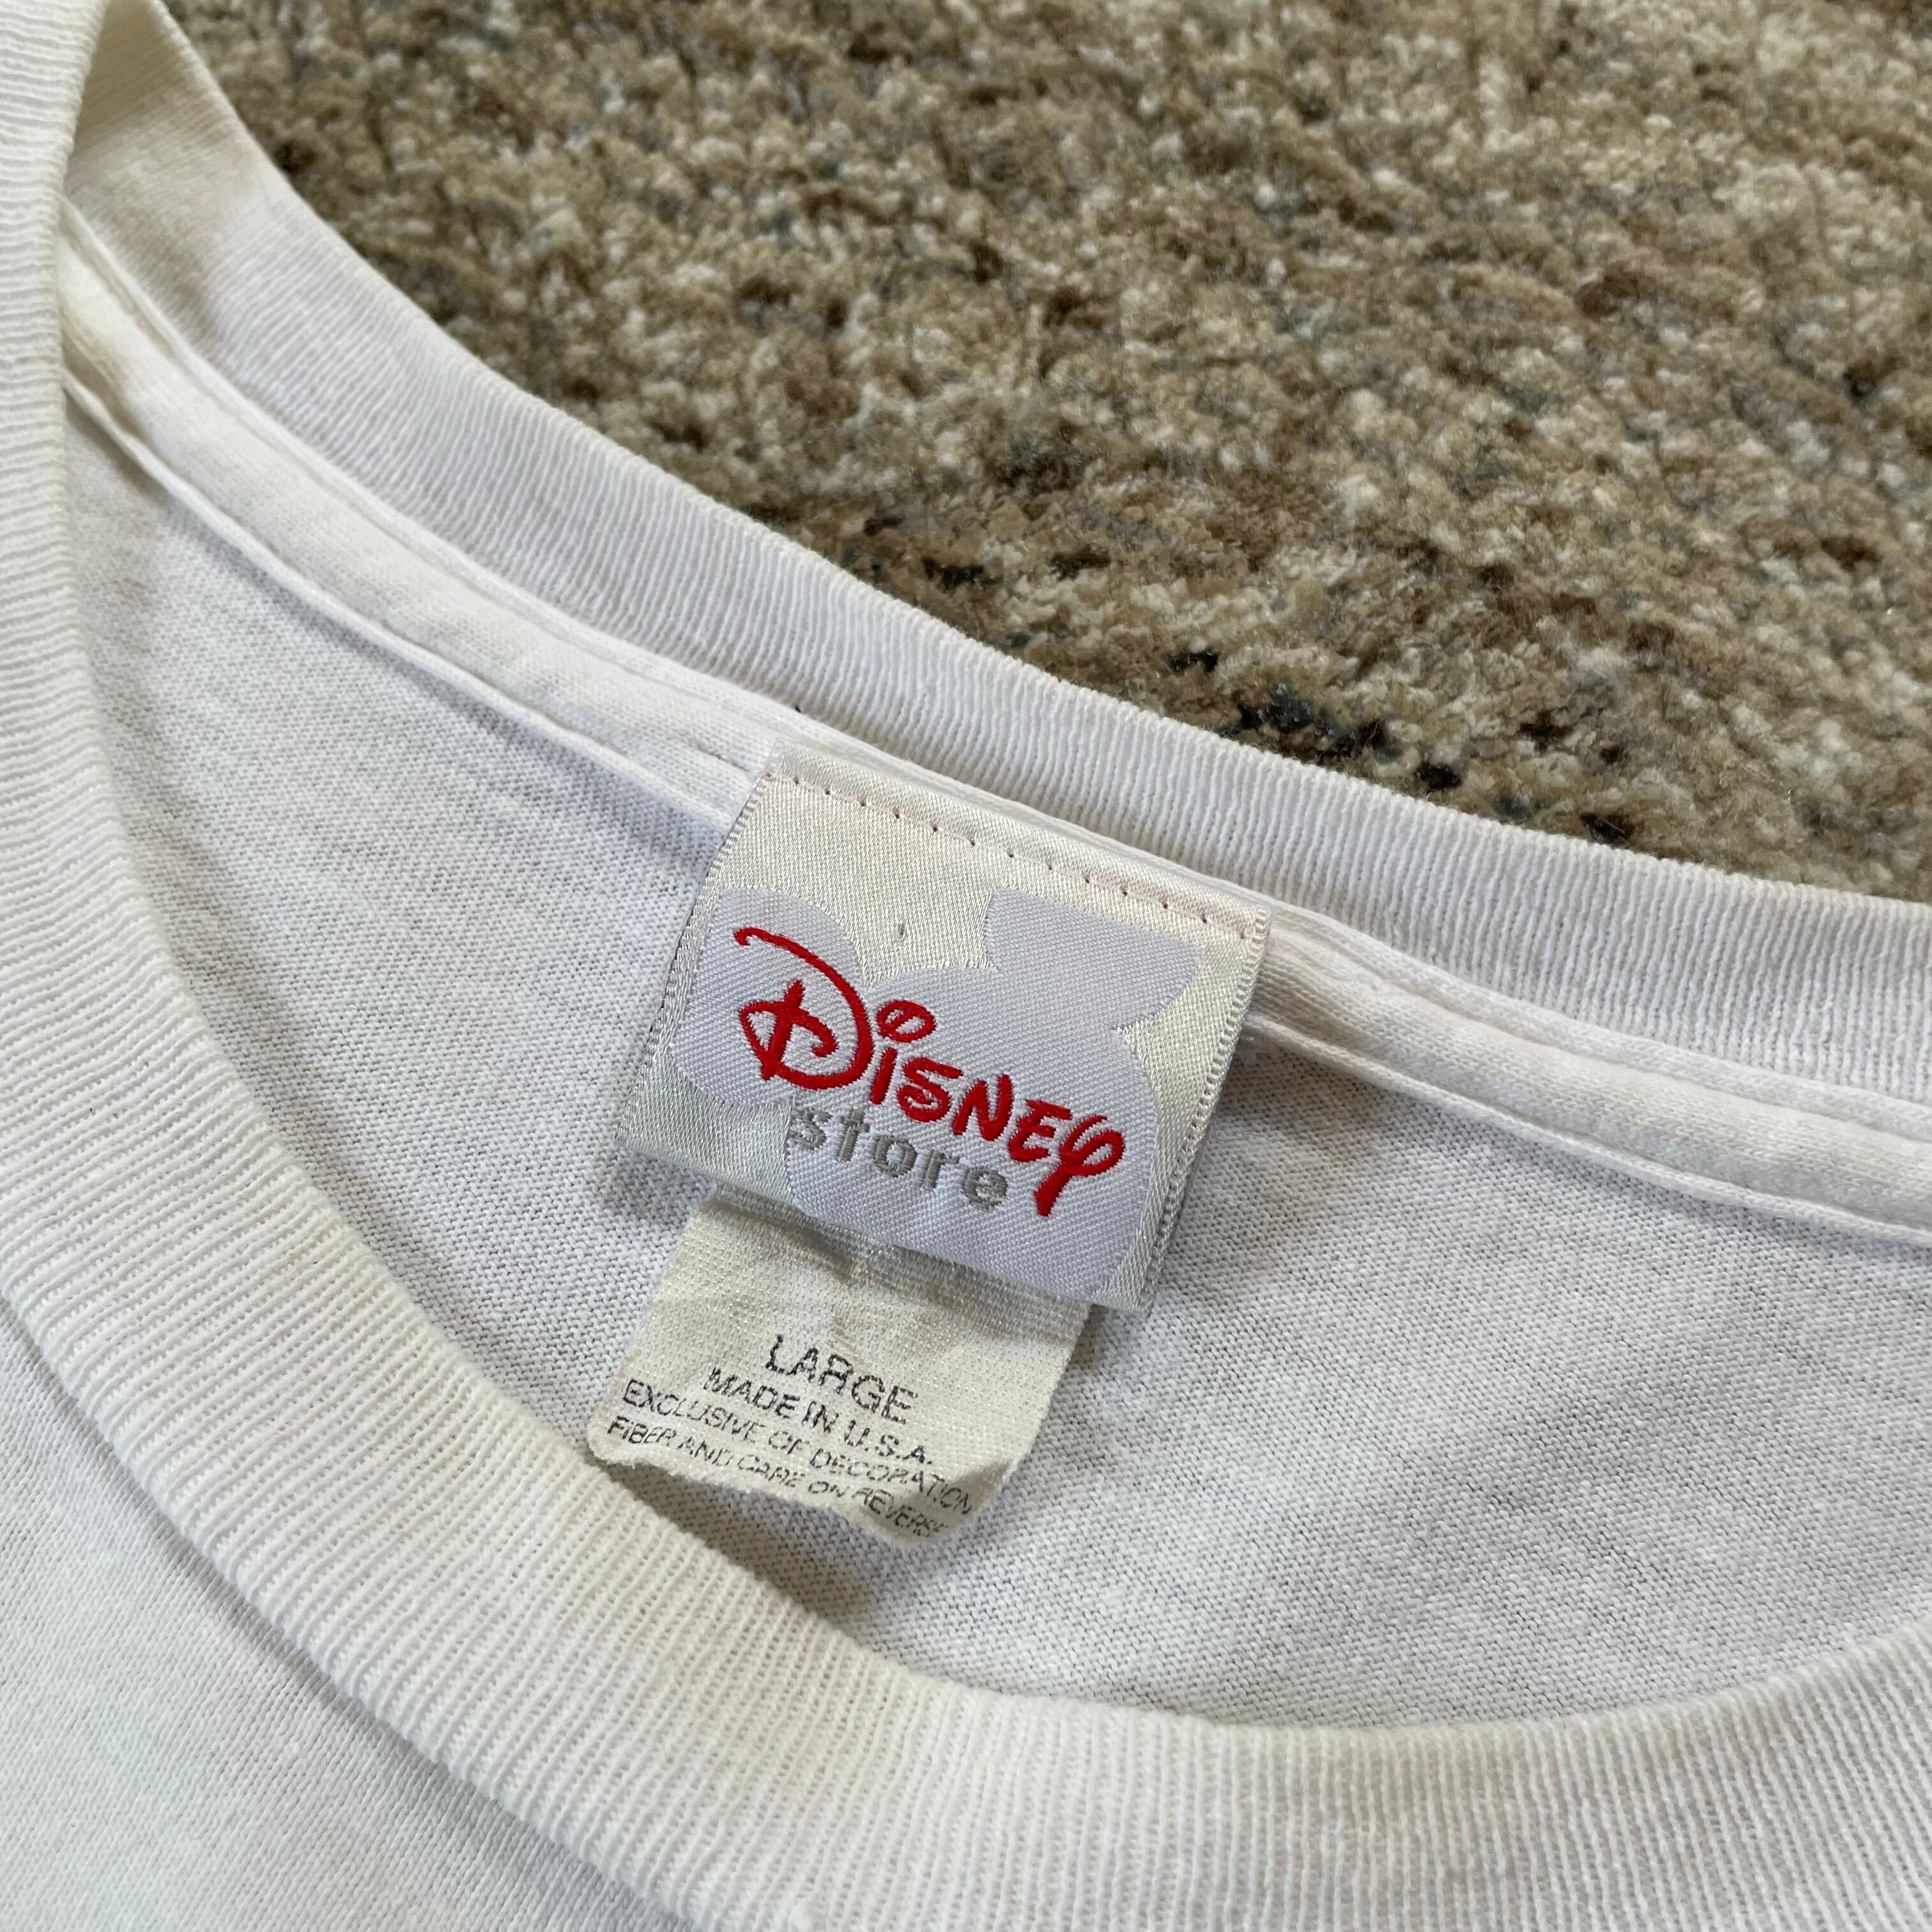 Disney
store
LARGE
MADE IN U.S.A.
EXCLUSIVE OF DECORATION
FIBER AND CARE ON REVERSE